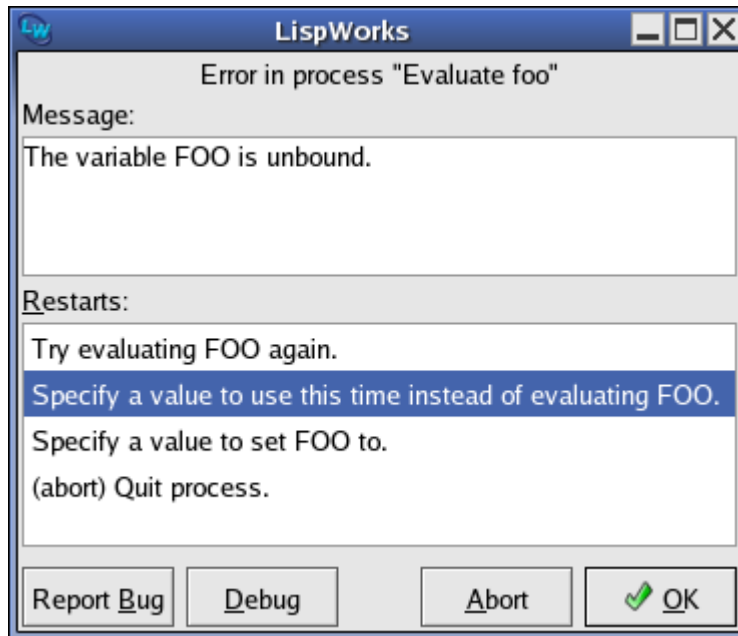 LW
LispWorks
Error in process "Evaluate foo"
Message:
The variable FOO is unbound.
Restarts:
Try evaluating FOO again.
Specify a value to use this time instead of evaluating FOO.
Specify a value to set FOO to.
(abort) Quit process.
Report Bug
Debug
Abort
OK